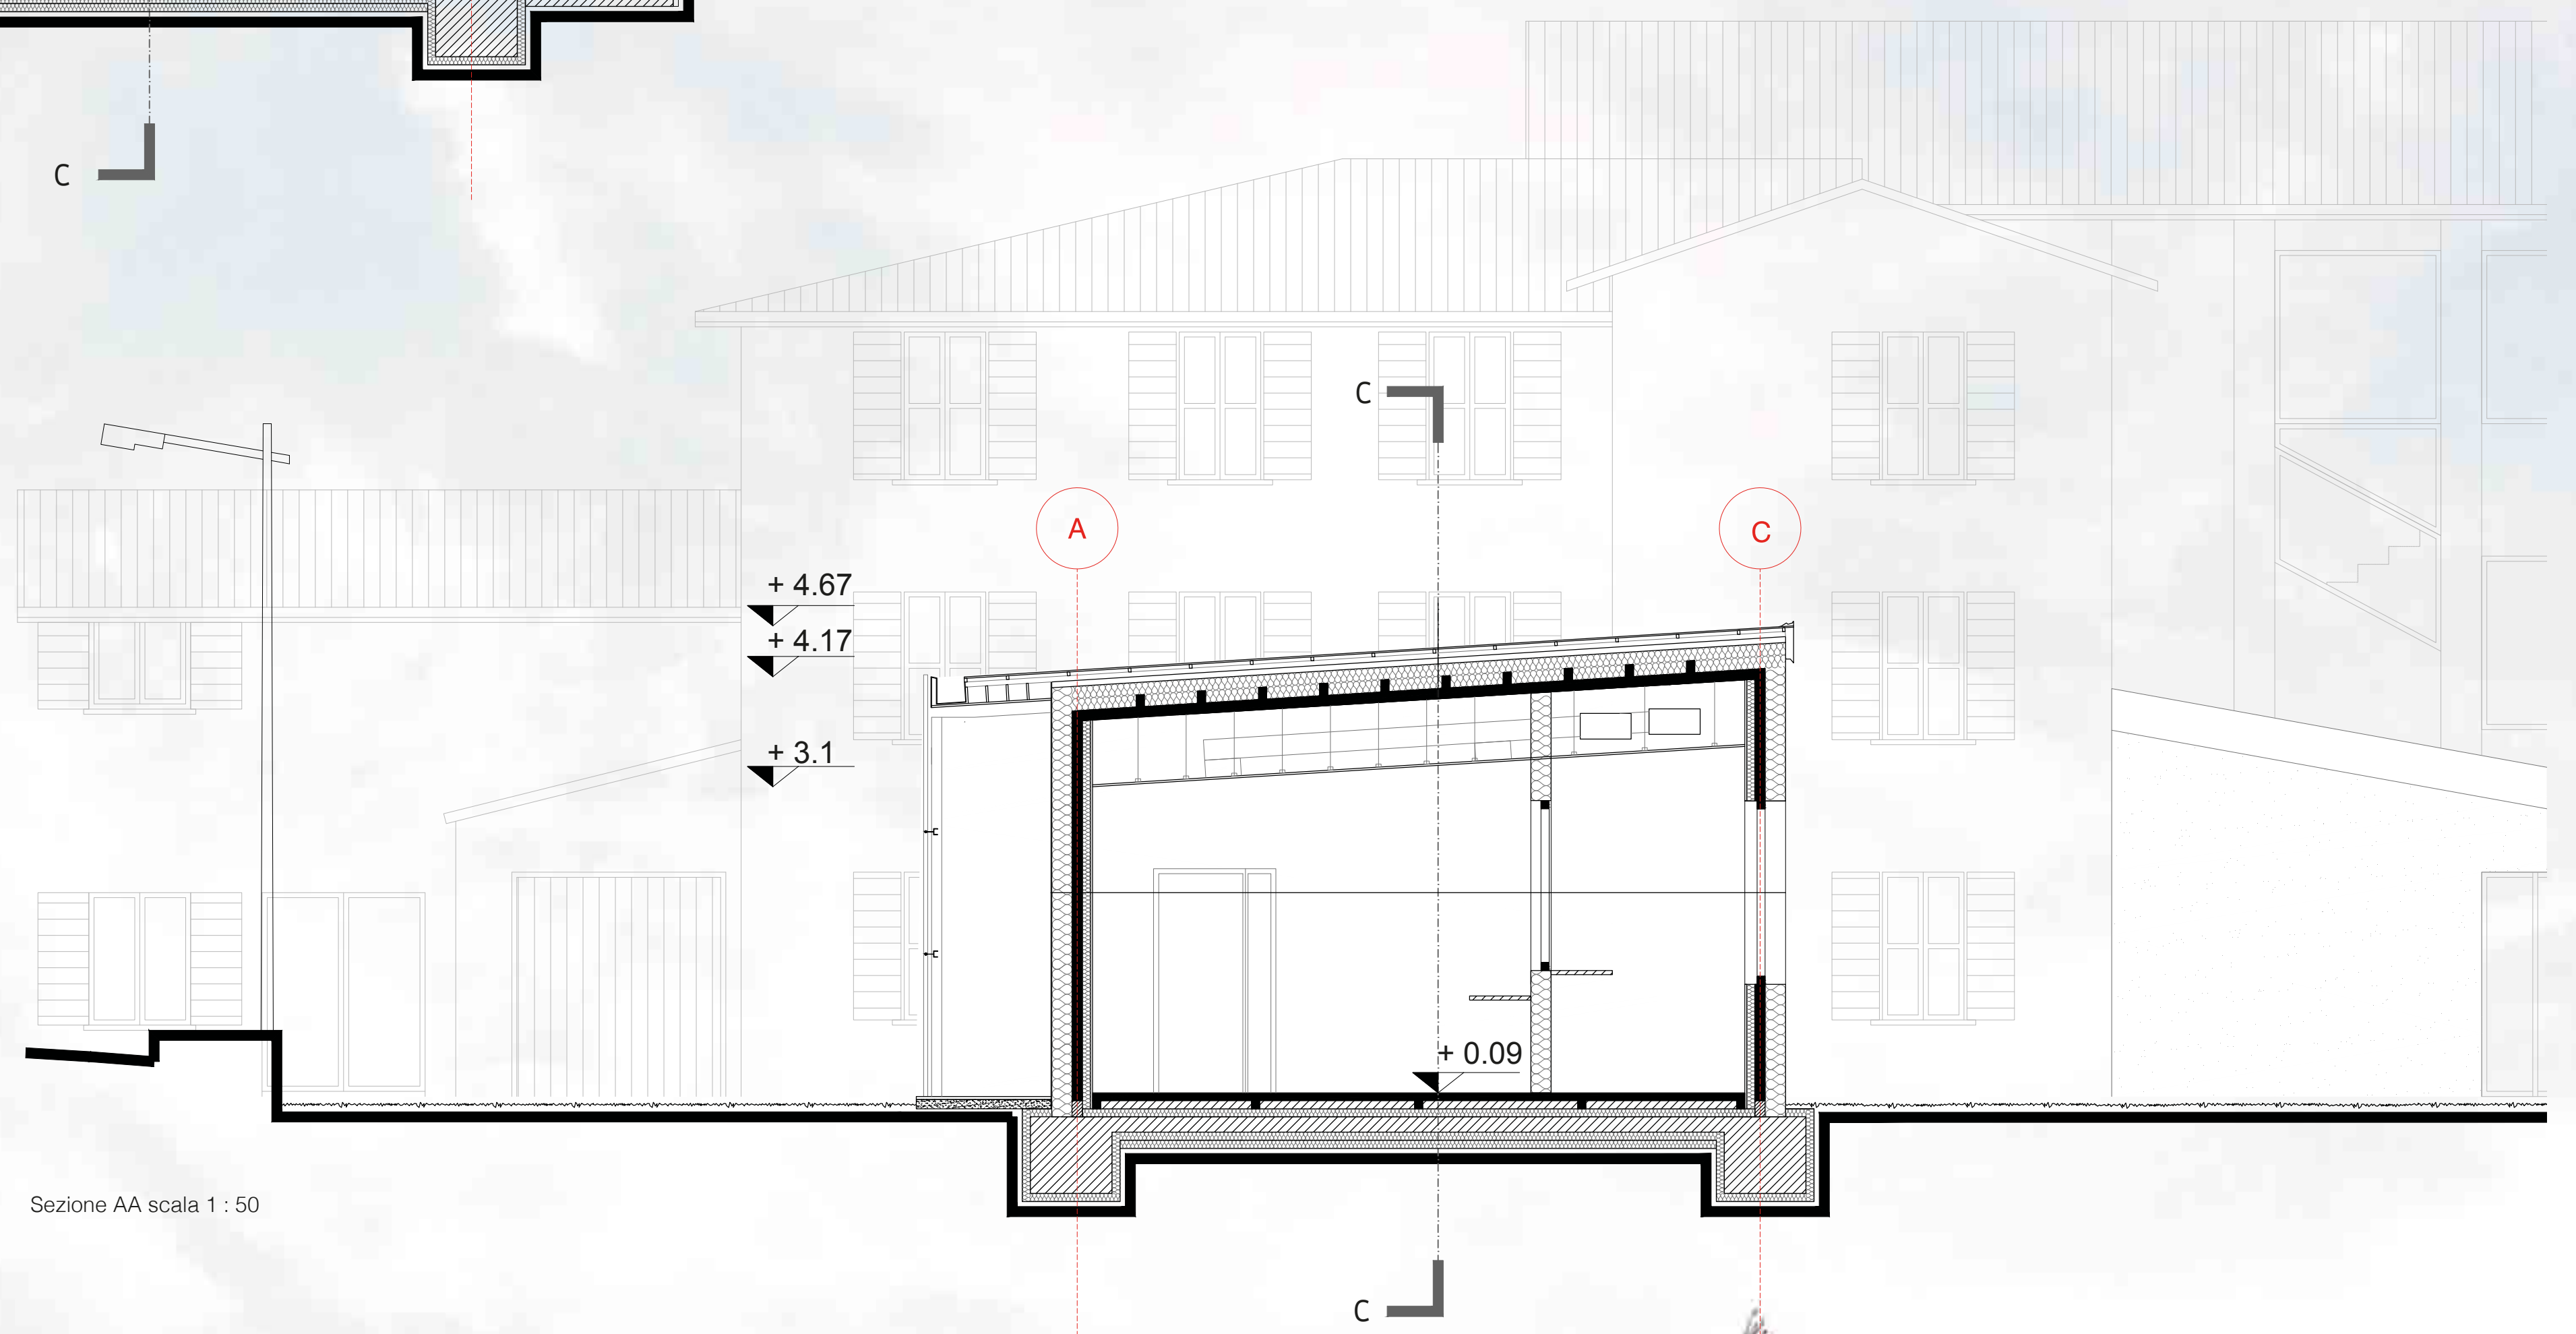 C
C
A
C
+ 4.67
+ 4.17
+ 3.1
+ 0.09
Sezione AA scala 1 : 50
C